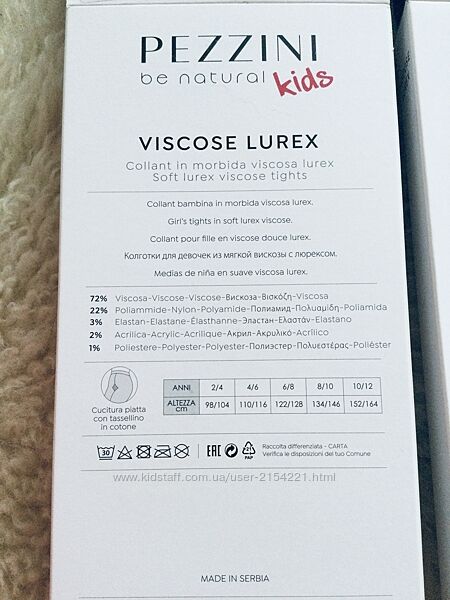 PEZZINI
be natural kids
VISCOSE LUREX
Collant in morbida viscosa lurex
Soft lurex viscose tights
Collant bambina in morbida viscosa lurex.
Girl's tights in soft lurex viscose.
Collant pour fille en viscose douce lurex.
Колготки для девочек из мягкой вискозы с люрексом.
Medias de niña en suave viscosa lurex.
72% Viscosa-Viscose-Viscose-Вискоза-Βισκόζη-Viscosa
22% Poliammide-Nylon-Polyamide-Полиамид-Πολυαμίδη-Poliamida
3% Elastan-Elastane-Élasthanne-Эластан-Ελαστάν-Elastano
2% Acrilica-Acrylic-Acrilique-Акрил-Ακρυλικό-Acrílico
1% Poliestere-Polyester-Polyester-Полиэстер-Πολυεστέρας-Poliéster
ANNI 2/4 4/6 6/8 8/10 10/12
ALTEZZA cm 98/104 110/116 122/128 134/146 152/164
Cucitura piatta
con tassellino
in cotone
30
EAC
21
PAP
Raccolta differenziata - CARTA
Verifica le disposizioni del tuo Comune
www.kidstaff.com.ua/user-2154221.html
MADE IN SERBIA